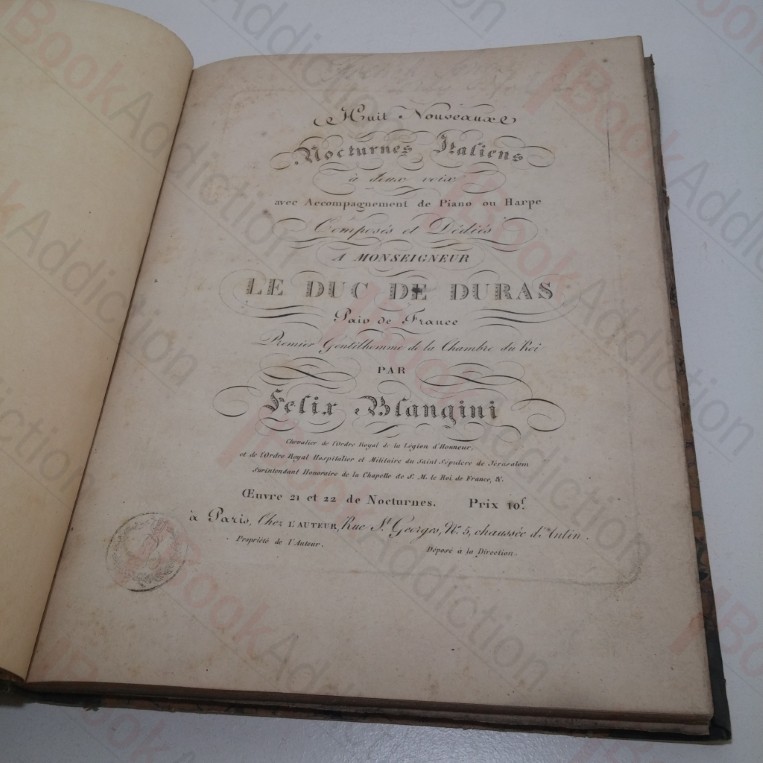 Huit Nouveaux
Nocturnes Italiens
à deux voix
avec Accompagnement de Piano ou Harpe
Composés et Dédiés
A MONSEIGNEUR
LE DUC DE DURAS
Pair de France
Premier Gentilhomme de la Chambre du Roi
PAR
Felix Blangini
Chevalier de l'Ordre Royal de la Légion d'Honneur,
et de l'Ordre Royal Hospitalier et Militaire du Saint Sépulcre de Jérusalem
Surintendant Honoraire de la Chapelle de S. M. le Roi de France, &.
Œuvre 21 et 22 de Nocturnes. Prix 10f.
à Paris, Chez L'AUTEUR, Rue St. Georges, No. 5, chaussée d'Antin.
Propriété de l'Auteur. Déposé à la Direction.
BookAddiction